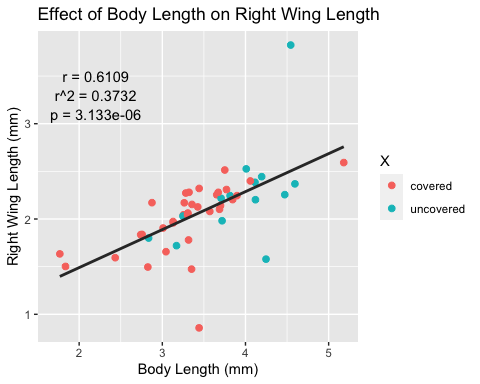 Effect of Body Length on Right Wing Length
r = 0.6109
r^2 = 0.3732
p = 3.133e-06
3
2
1
Right Wing Length (mm)
2
3
4
5
Body Length (mm)
X
covered
uncovered